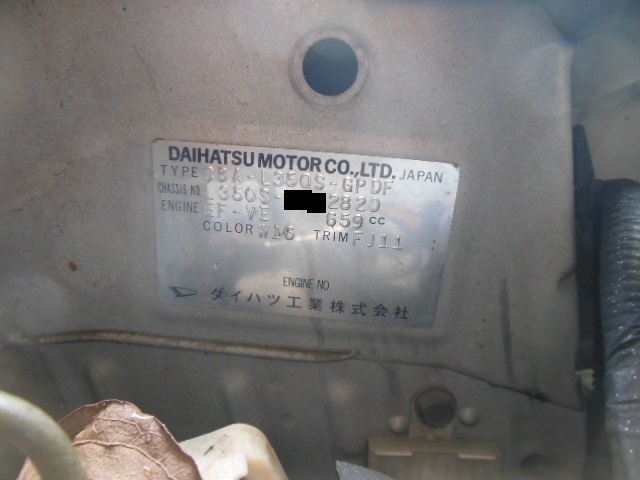 DAIHATSU MOTOR CO.,LTD. JAPAN
TYPE CBA-L350S-GPDF
CHASSIS NO. L350S- 2820
ENGINE EF-VE 659 CC
COLOR W16 TRIM FJ11
ENGINE NO.
ダイハツ工業株式会社